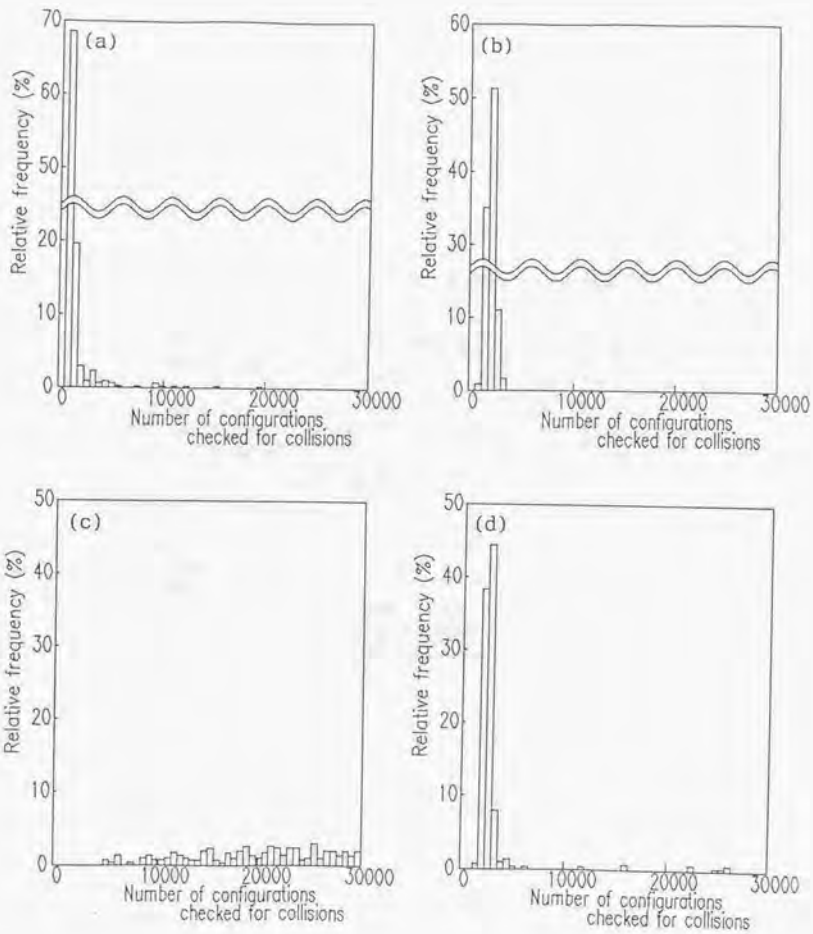 (a)
Relative frequency (%)
70
60
50
20
10
0
0
10000
20000
30000
Number of configurations
checked for collisions
(b)
Relative frequency (%)
60
50
40
30
20
10
0
0
10000
20000
30000
Number of configurations
checked for collisions
(c)
Relative frequency (%)
50
40
30
20
10
0
0
10000
20000
30000
Number of configurations
checked for collisions
(d)
Relative frequency (%)
50
40
30
20
10
0
0
10000
20000
30000
Number of configurations
checked for collisions